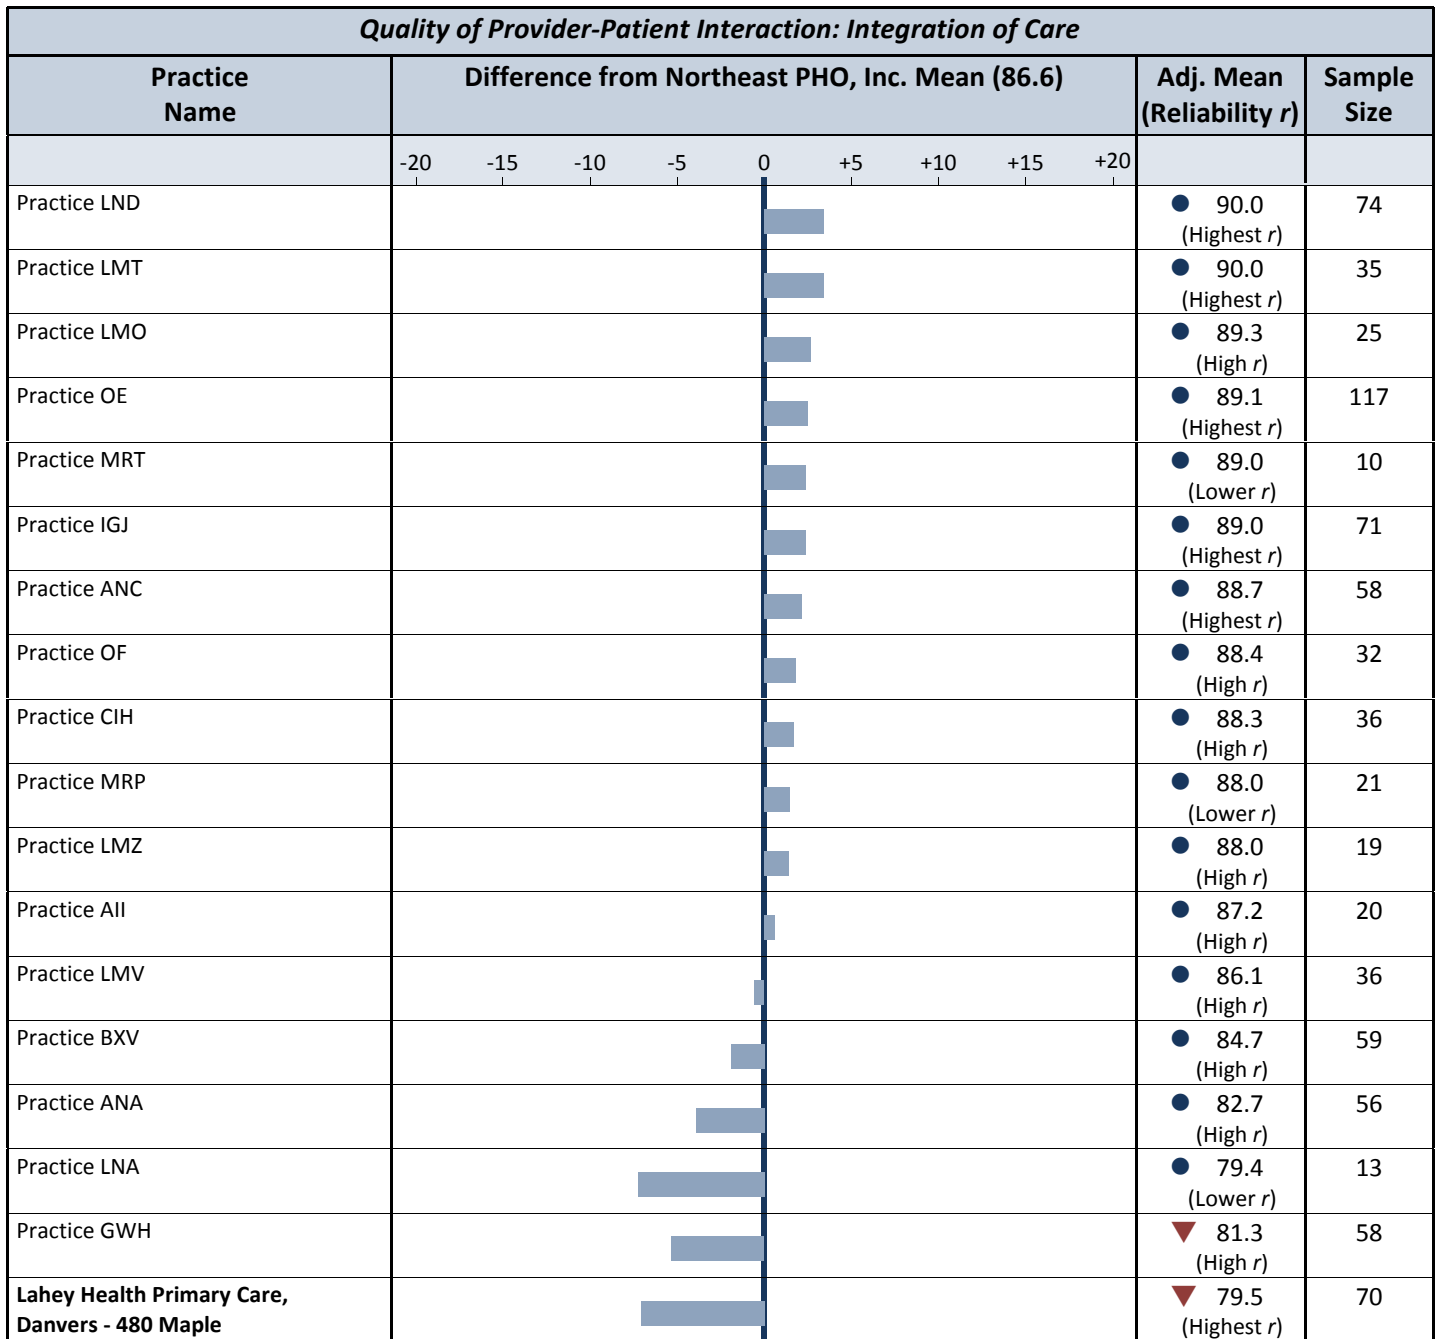 Quality of Provider-Patient Interaction: Integration of Care
Practice Name Difference from Northeast PHO, Inc. Mean (86.6) Adj. Mean (Reliability r) Sample Size
-20 -15 -10 -5 0 +5 +10 +15 +20
Practice LND 90.0 74
(Highest r)
Practice LMT 90.0 35
(Highest r)
Practice LMO 89.3 25
(High r)
Practice OE 89.1 117
(Highest r)
Practice MRT 89.0 10
(Lower r)
Practice IGJ 89.0 71
(Highest r)
Practice ANC 88.7 58
(Highest r)
Practice OF 88.4 32
(High r)
Practice CIH 88.3 36
(High r)
Practice MRP 88.0 21
(Lower r)
Practice LMZ 88.0 19
(High r)
Practice AII 87.2 20
(High r)
Practice LMV 86.1 36
(High r)
Practice BXV 84.7 59
(High r)
Practice ANA 82.7 56
(High r)
Practice LNA 79.4 13
(Lower r)
Practice GWH 81.3 58
(High r)
Lahey Health Primary Care, 79.5 70
Danvers - 480 Maple (Highest r)